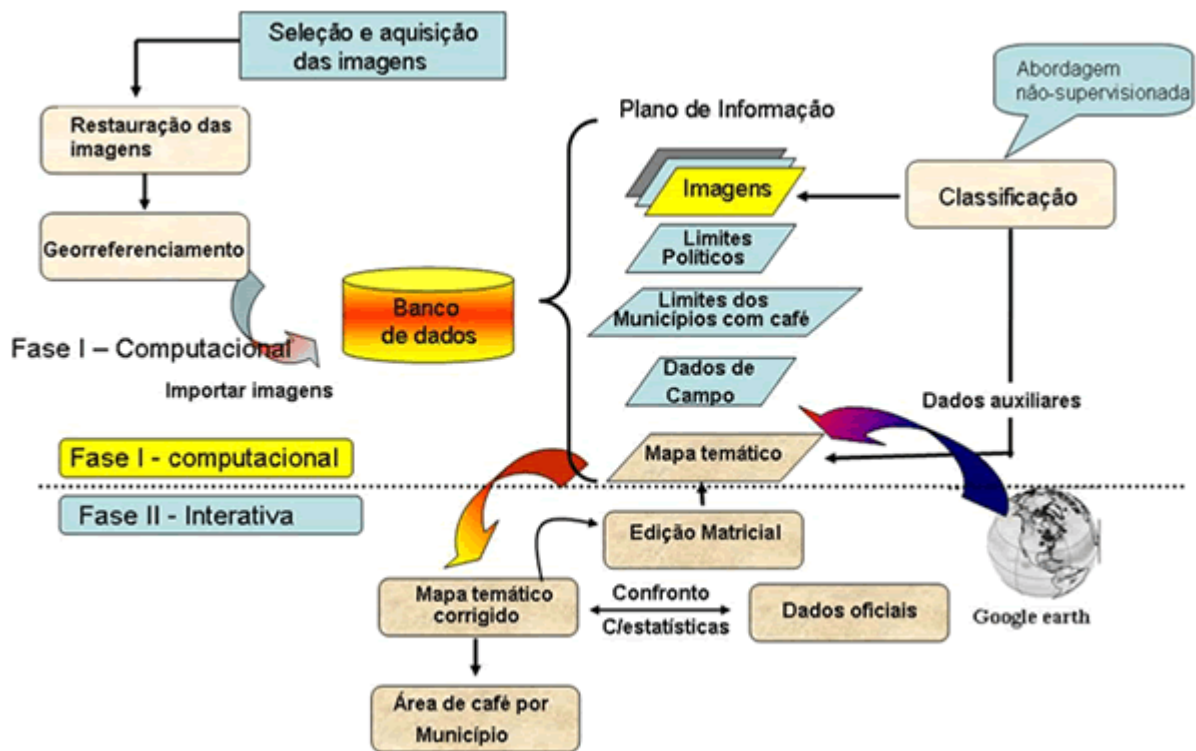 Seleção e aquisição
das imagens
Restauração das
imagens
Georreferenciamento
Fase I – Computacional
Importar imagens
Banco
de dados
Plano de Informação
Imagens
Limites
Políticos
Limites dos
Municípios com café
Dados de
Campo
Mapa temático
Abordagem
não-supervisionada
Classificação
Dados auxiliares
Fase I - computacional
Fase II - Interativa
Edição Matricial
Mapa temático
corrigido
Confronto
C/estatísticas
Dados oficiais
Google earth
Área de café por
Município